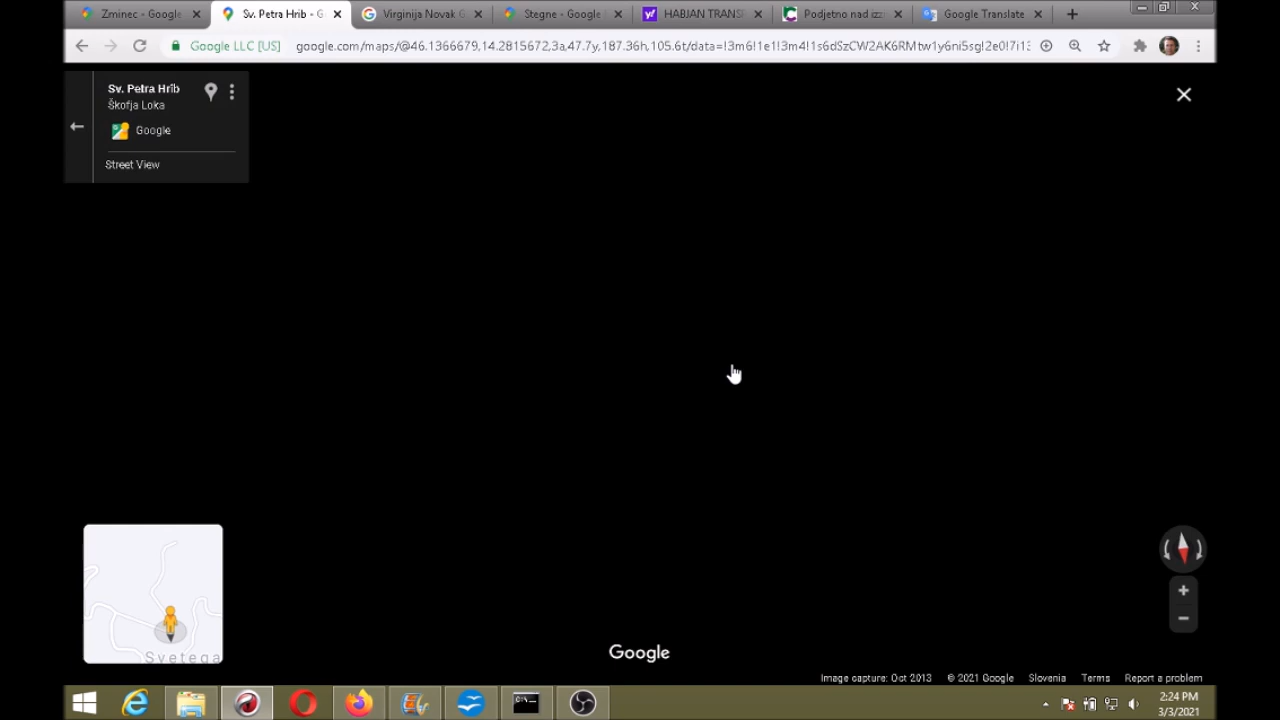 Zminec - Google
Sv. Petra Hrib - G
Virginija Novak G
Stegne - Google
HABJAN TRANSP
Podjetno nad izzi
Google Translate
Google LLC [US]
google.com/maps/@46.1366679,14.2815672,3a,47.7y,187.36h,105.6t/data=!3m6!1e1!3m4!1s6dSzCW2AK6RMtw1y6ni5sg!2e0!7i13
Sv. Petra Hrib
Škofja Loka
Google
Street View
Svetega
Google
Image capture: Oct 2013 © 2021 Google Slovenia Terms Report a problem
2:24 PM
3/3/2021